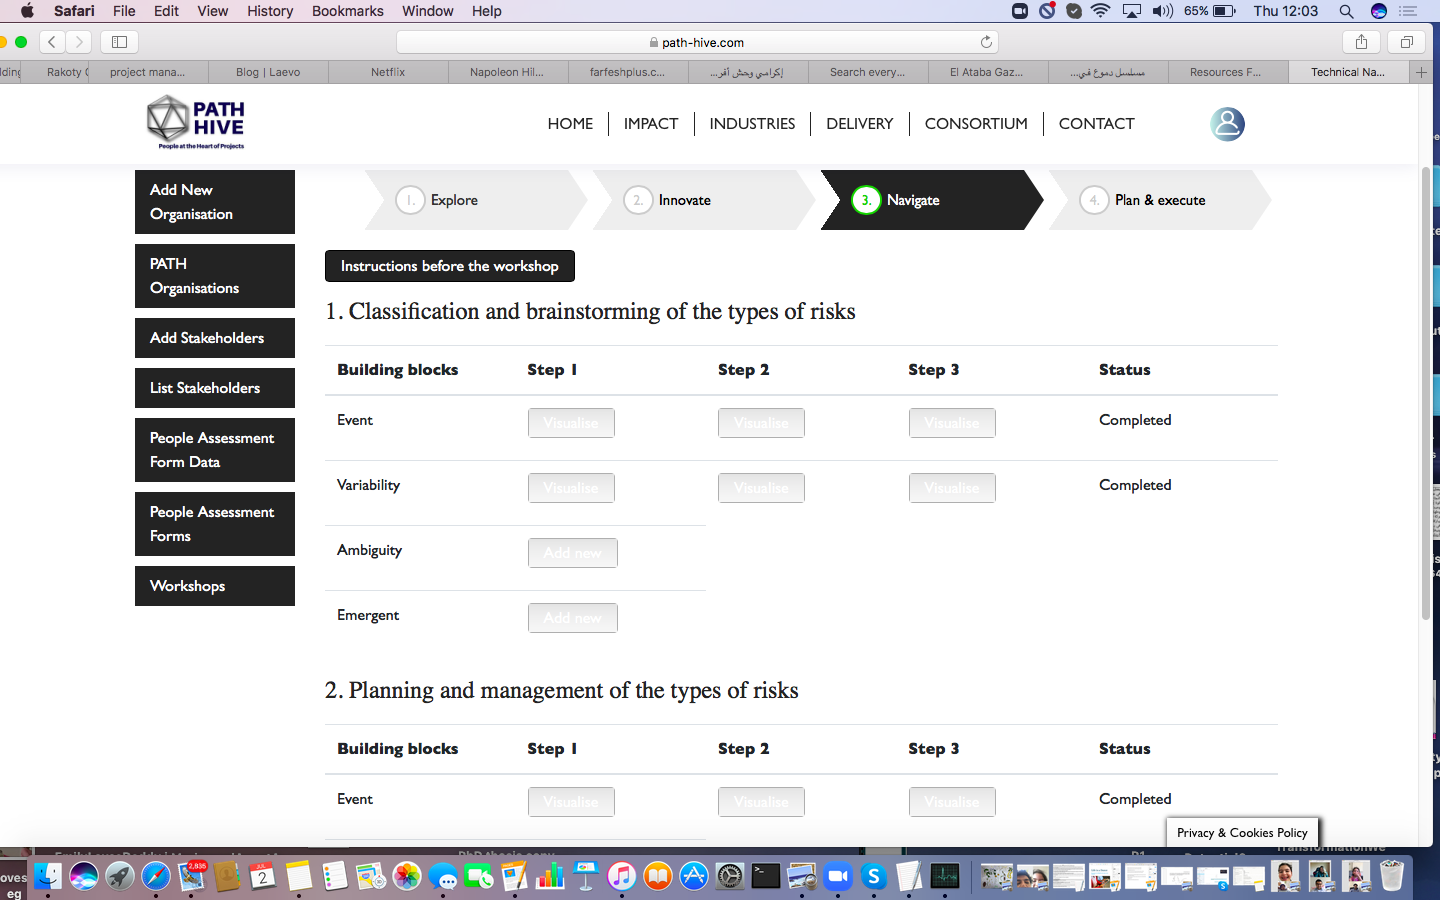 Safari File Edit View History Bookmarks Window Help 65% Thu 12:03
path-hive.com
project mana... Blog | Laevo Netflix Napoleon Hil... farfeshplus.c... إكرامي وحش أفر... Search every... El Ataba Gaz... مسلسل دموع في... Resources F... Technical Na...
PATH
HIVE
People at the Heart of Projects
HOME IMPACT INDUSTRIES DELIVERY CONSORTIUM CONTACT
Add New
Organisation
PATH
Organisations
Add Stakeholders
List Stakeholders
People Assessment
Form Data
People Assessment
Forms
Workshops
1. Explore 2. Innovate 3. Navigate 4. Plan & execute
Instructions before the workshop
1. Classification and brainstorming of the types of risks
Building blocks Step 1 Step 2 Step 3 Status
Event Visualise Visualise Visualise Completed
Variability Visualise Visualise Visualise Completed
Ambiguity Add new
Emergent Add new
2. Planning and management of the types of risks
Building blocks Step 1 Step 2 Step 3 Status
Event Visualise Visualise Visualise Completed
Privacy & Cookies Policy
2,835
JUL
2